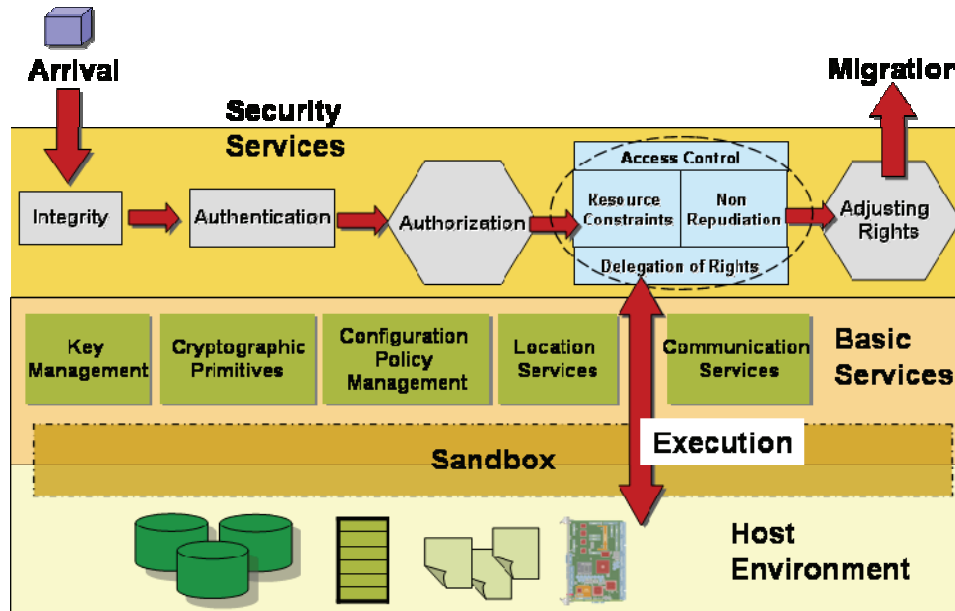 Arrival
Migration
Security
Services
Integrity
Authentication
Authorization
Access Control
Resource
Constraints
Non
Repudiation
Delegation of Rights
Adjusting
Rights
Key
Management
Cryptographic
Primitives
Configuration
Policy
Management
Location
Services
Communication
Services
Basic
Services
Sandbox
Execution
Host
Environment